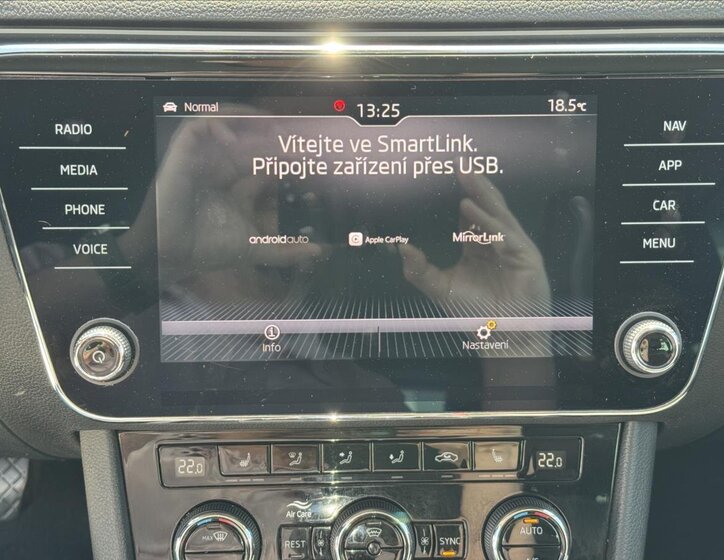 Normal
13:25
18.5°C
RADIO
MEDIA
PHONE
VOICE
Vítejte ve SmartLink.
Připojte zařízení přes USB.
androidauto
Apple CarPlay
MirrorLink
Info
Nastavení
NAV
APP
CAR
MENU
22.0
22.0
Air Care
MAX
REST
SYNC
AUTO